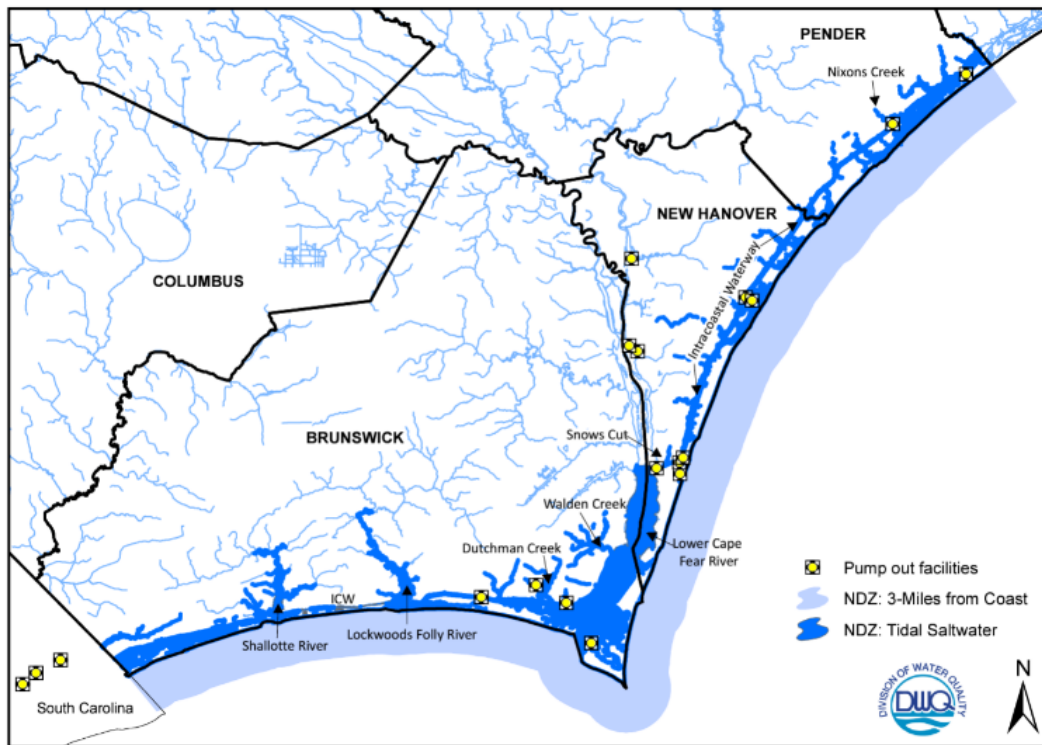 PENDER
Nixons Creek
NEW HANOVER
COLUMBUS
Intracoastal Waterway
BRUNSWICK
Snows Cut
Walden Creek
Dutchman Creek
Lower Cape
Fear River
ICW
Shallotte River
Lockwoods Folly River
South Carolina
Pump out facilities
NDZ: 3-Miles from Coast
NDZ: Tidal Saltwater
DIVISION OF WATER QUALITY
DWQ
N